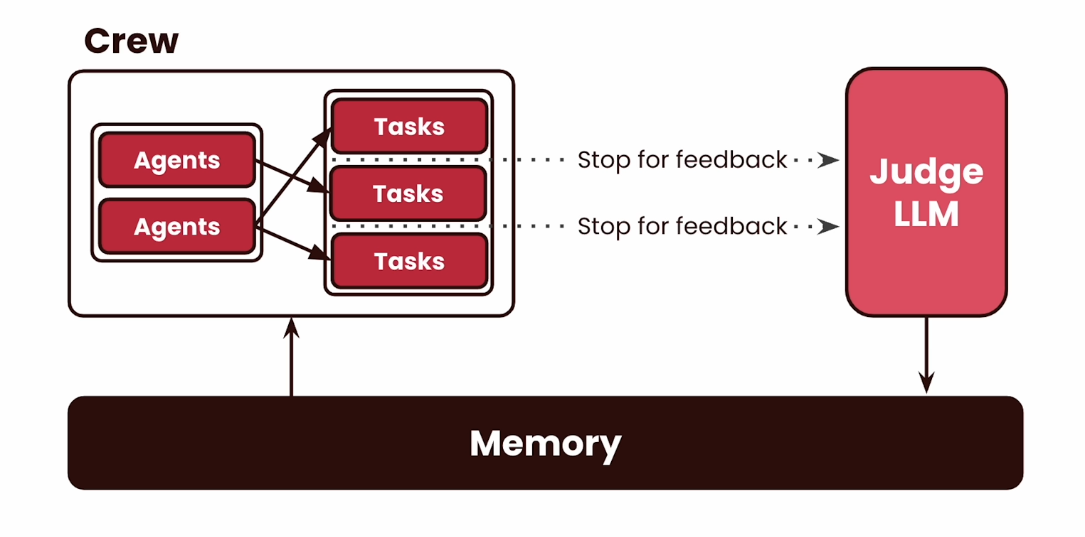 Crew
Agents
Agents
Tasks
Tasks
Tasks
Stop for feedback
Stop for feedback
Judge
LLM
Memory